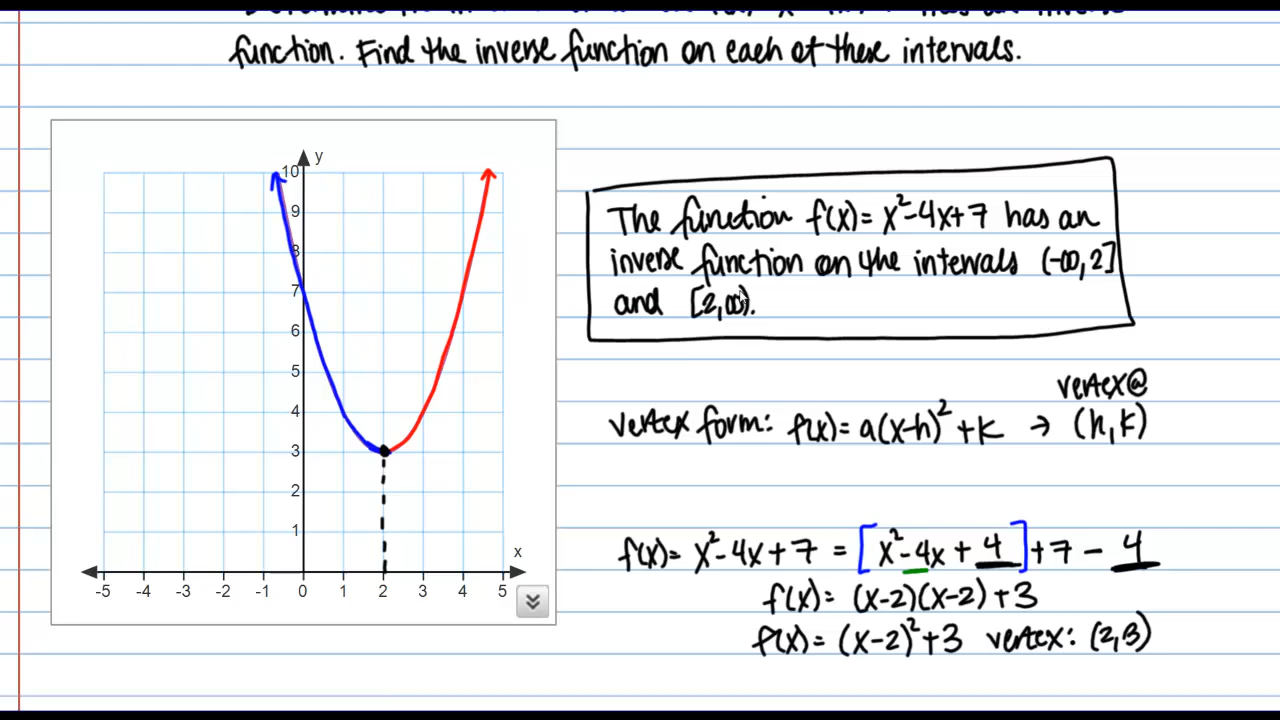 function. Find the inverse function on each of these intervals.
y
10
9
8
7
6
5
4
3
2
1
x
-5 -4 -3 -2 -1 0 1 2 3 4 5
The function f(x) = x²-4x+7 has an
inverse function on the intervals (-∞, 2]
and [2,∞).
vertex@
vertex form: f(x) = a(x-h)² + k → (h, k)
f(x) = x²-4x+7 = [x²-4x + 4] +7 - 4
f(x) = (x-2)(x-2) +3
f(x) = (x-2)²+3 vertex: (2,3)